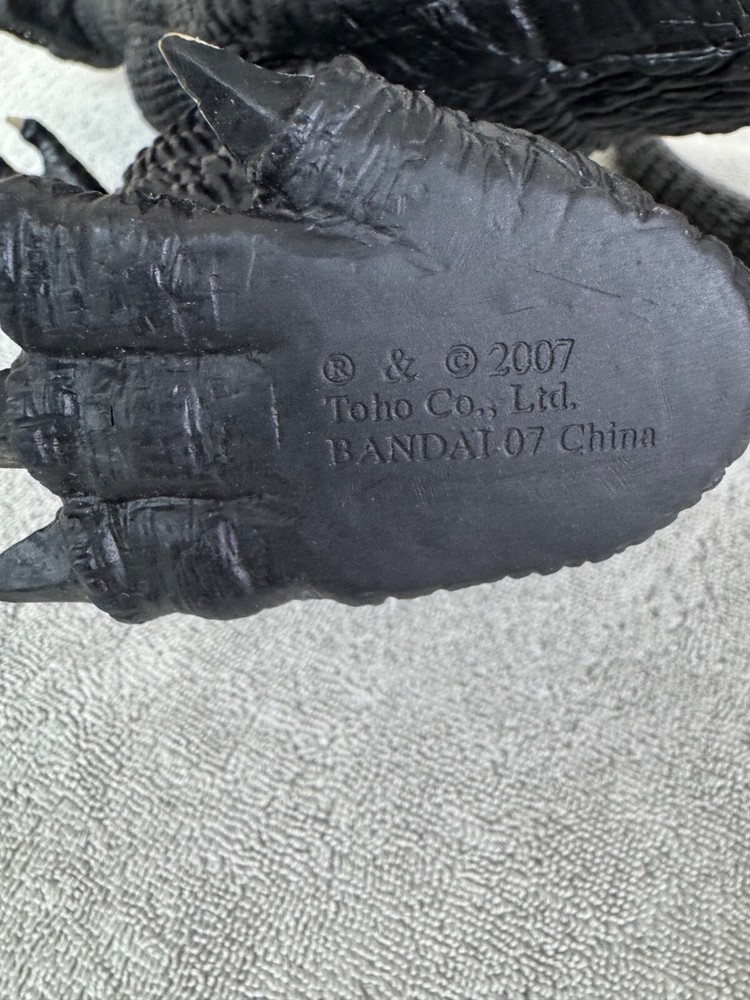 ® & © 2007
Toho Co., Ltd.
BANDAI 07 China